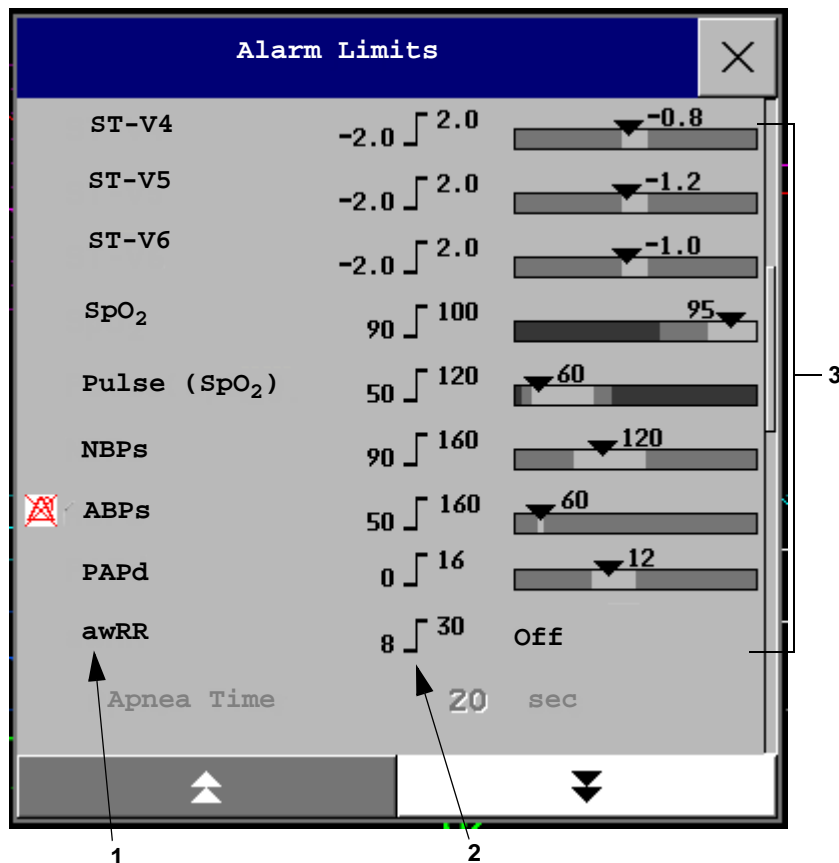 Alarm Limits
ST-V4 -2.0 2.0 -0.8
ST-V5 -2.0 2.0 -1.2
ST-V6 -2.0 2.0 -1.0
SpO₂ 90 100 95
Pulse (SpO₂) 50 120 60
NBPs 90 160 120
ABPs 50 160 60
PAPd 0 16 12
awRR 8 30 Off
Apnea Time 20 sec
1
2
3